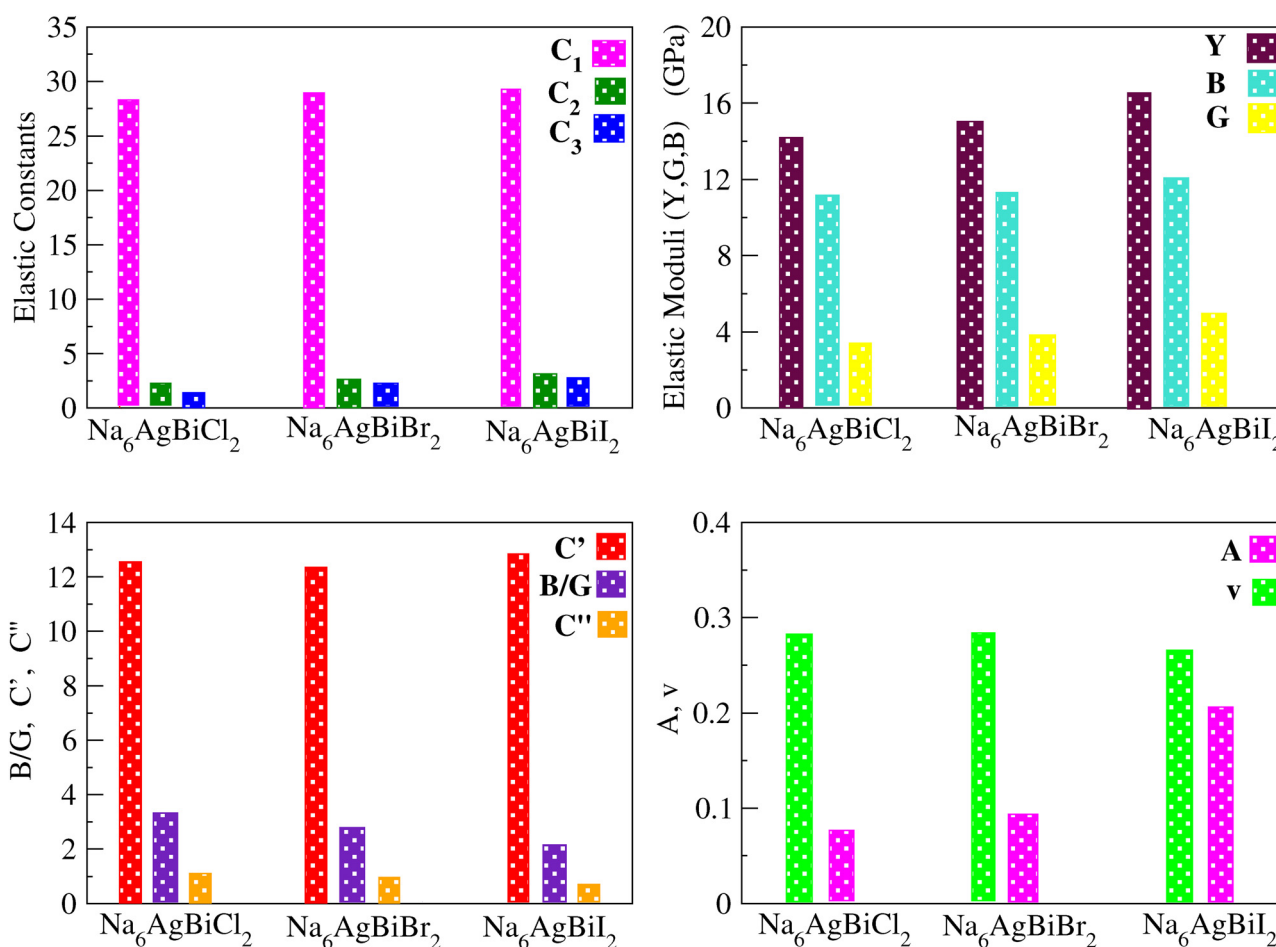 Elastic Constants
35
30
25
20
15
10
5
0
C₁
C₂
C₃
Na₆AgBiCl₂ Na₆AgBiBr₂ Na₆AgBiI₂
Elastic Moduli (Y,G,B) (GPa)
20
16
12
8
4
0
Y
B
G
Na₆AgBiCl₂ Na₆AgBiBr₂ Na₆AgBiI₂
B/G, C’, C"
14
12
10
8
6
4
2
0
C’
B/G
C"
Na₆AgBiCl₂ Na₆AgBiBr₂ Na₆AgBiI₂
A, v
0.4
0.3
0.2
0.1
0
A
v
Na₆AgBiCl₂ Na₆AgBiBr₂ Na₆AgBiI₂